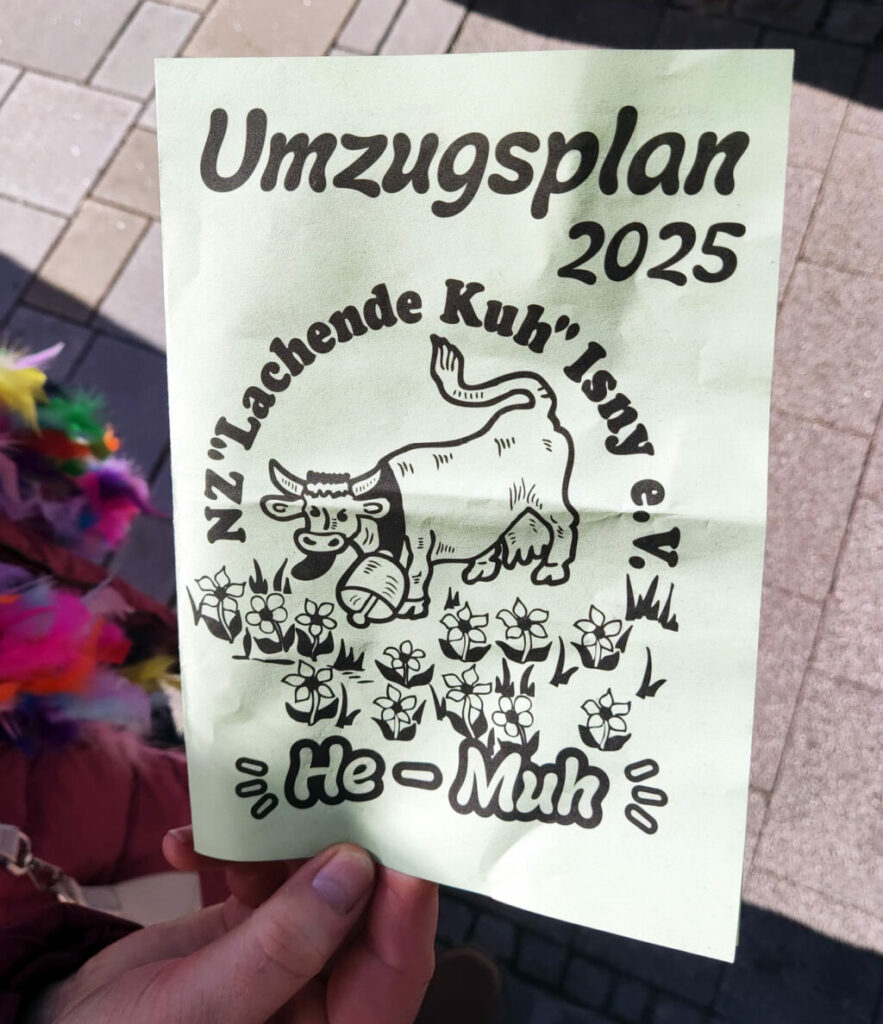 Umzugsplan
2025
NZ "Lachende Kuh" Isny e.V.
He - Muh